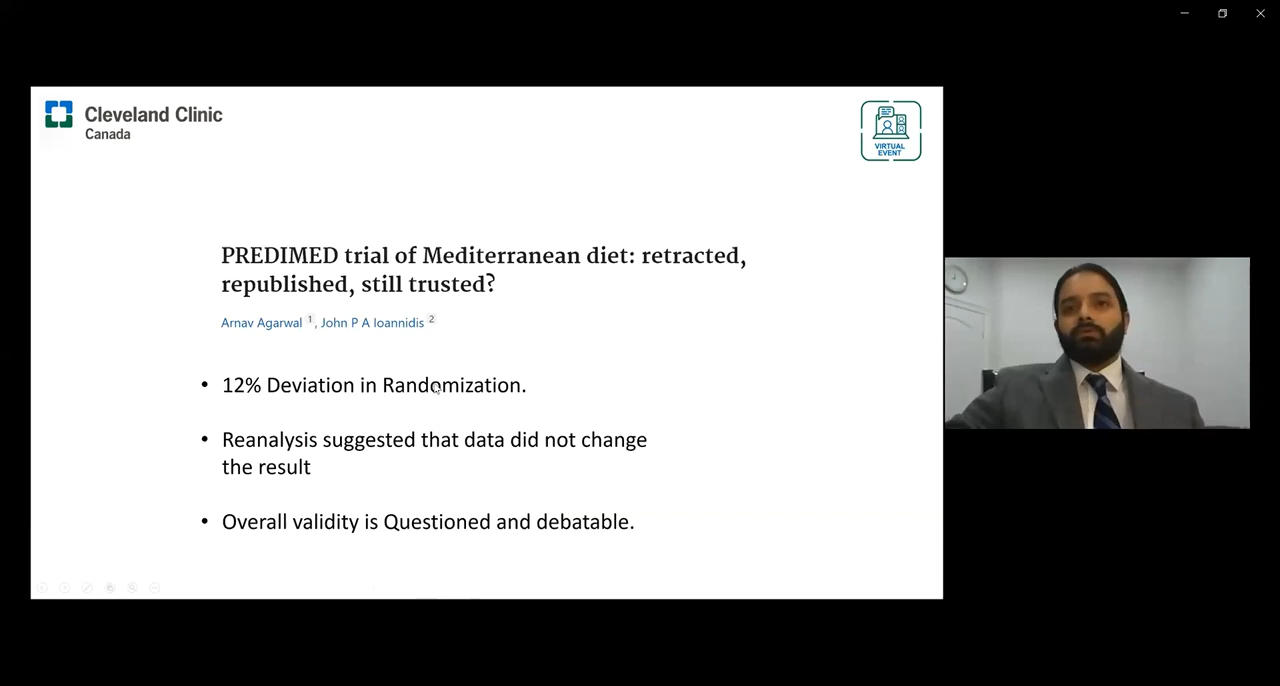 Cleveland Clinic
Canada
VIRTUAL
EVENT
PREDIMED trial of Mediterranean diet: retracted,
republished, still trusted?
Arnav Agarwal 1, John P A Ioannidis 2
• 12% Deviation in Randomization.
• Reanalysis suggested that data did not change
the result
• Overall validity is Questioned and debatable.